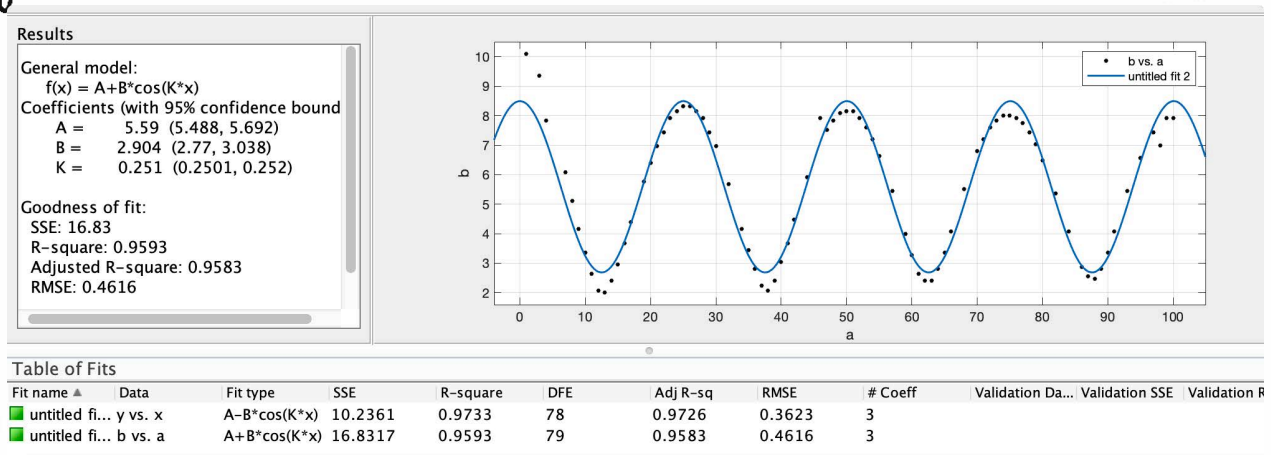 Results
General model:
f(x) = A+B*cos(K*x)
Coefficients (with 95% confidence bound
A = 5.59 (5.488, 5.692)
B = 2.904 (2.77, 3.038)
K = 0.251 (0.2501, 0.252)
Goodness of fit:
SSE: 16.83
R-square: 0.9593
Adjusted R-square: 0.9583
RMSE: 0.4616
b vs. a
untitled fit 2
10
9
8
7
6
5
4
3
2
b
0 10 20 30 40 50 60 70 80 90 100
a
Table of Fits
Fit name Data Fit type SSE R-square DFE Adj R-sq RMSE # Coeff Validation Da... Validation SSE Validation R
untitled fi... y vs. x A-B*cos(K*x) 10.2361 0.9733 78 0.9726 0.3623 3
untitled fi... b vs. a A+B*cos(K*x) 16.8317 0.9593 79 0.9583 0.4616 3